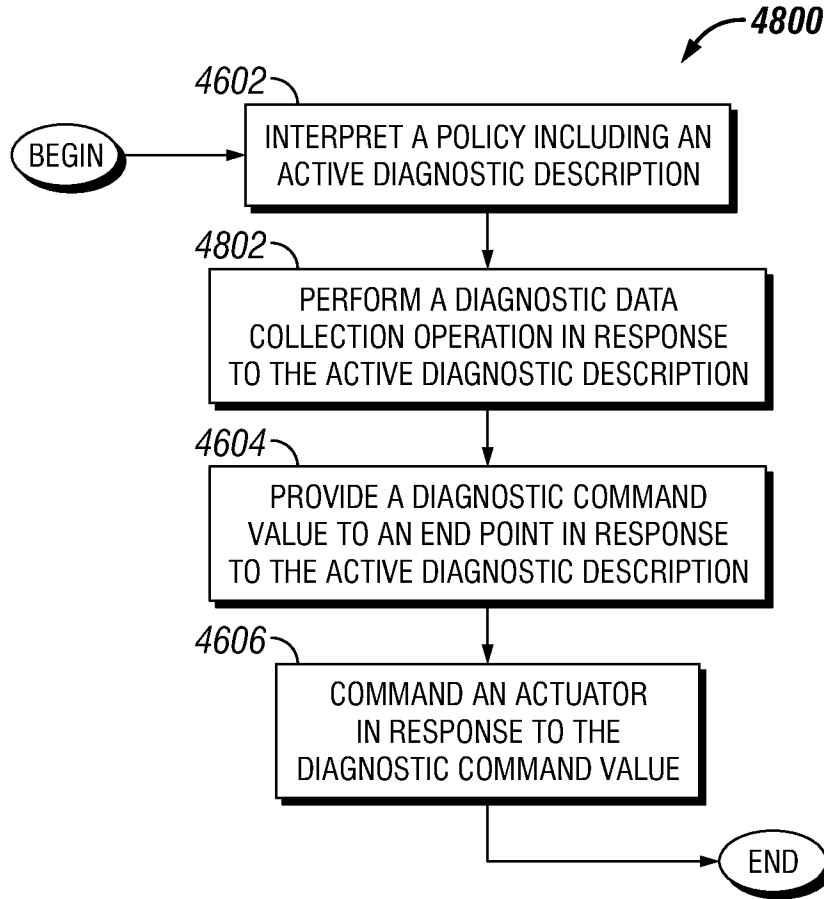 4800
4602
BEGIN
INTERPRET A POLICY INCLUDING AN
ACTIVE DIAGNOSTIC DESCRIPTION
4802
PERFORM A DIAGNOSTIC DATA
COLLECTION OPERATION IN RESPONSE
TO THE ACTIVE DIAGNOSTIC DESCRIPTION
4604
PROVIDE A DIAGNOSTIC COMMAND
VALUE TO AN END POINT IN RESPONSE
TO THE ACTIVE DIAGNOSTIC DESCRIPTION
4606
COMMAND AN ACTUATOR
IN RESPONSE TO THE
DIAGNOSTIC COMMAND VALUE
END